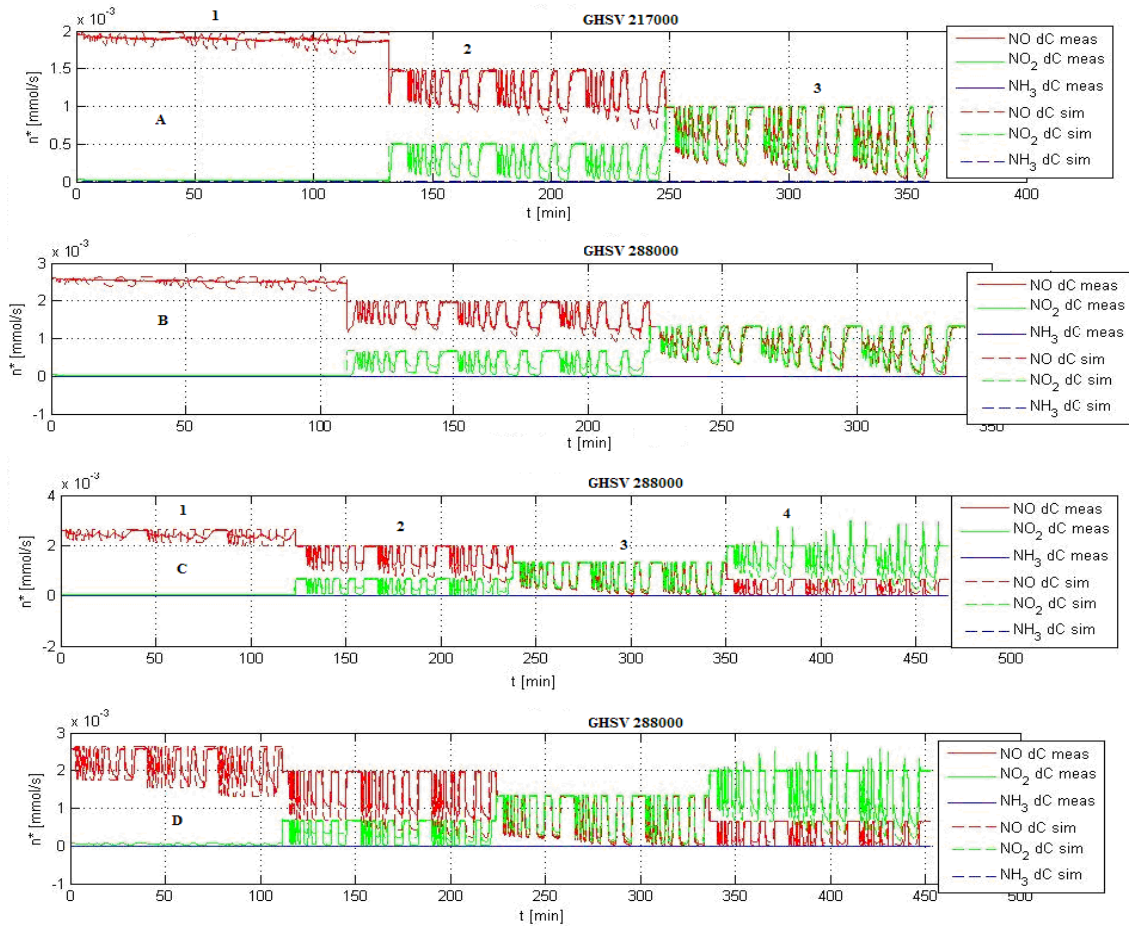 1
GHSV 217000
x 10⁻³
2
1.5
1
0.5
0
n* [mmol/s]
2
3
A
0 50 100 150 200 250 300 350 400
t [min]
NO dC meas
NO₂ dC meas
NH₃ dC meas
NO dC sim
NO₂ dC sim
NH₃ dC sim
GHSV 288000
x 10⁻³
3
2
1
0
-1
n* [mmol/s]
B
0 50 100 150 200 250 300 350
t [min]
NO dC meas
NO₂ dC meas
NH₃ dC meas
NO dC sim
NO₂ dC sim
NH₃ dC sim
GHSV 288000
x 10⁻³
4
2
0
-2
n* [mmol/s]
1
2
3
4
C
0 50 100 150 200 250 300 350 400 450 500
t [min]
NO dC meas
NO₂ dC meas
NH₃ dC meas
NO dC sim
NO₂ dC sim
NH₃ dC sim
GHSV 288000
x 10⁻³
3
2
1
0
-1
n* [mmol/s]
D
0 50 100 150 200 250 300 350 400 450 500
t [min]
NO dC meas
NO₂ dC meas
NH₃ dC meas
NO dC sim
NO₂ dC sim
NH₃ dC sim